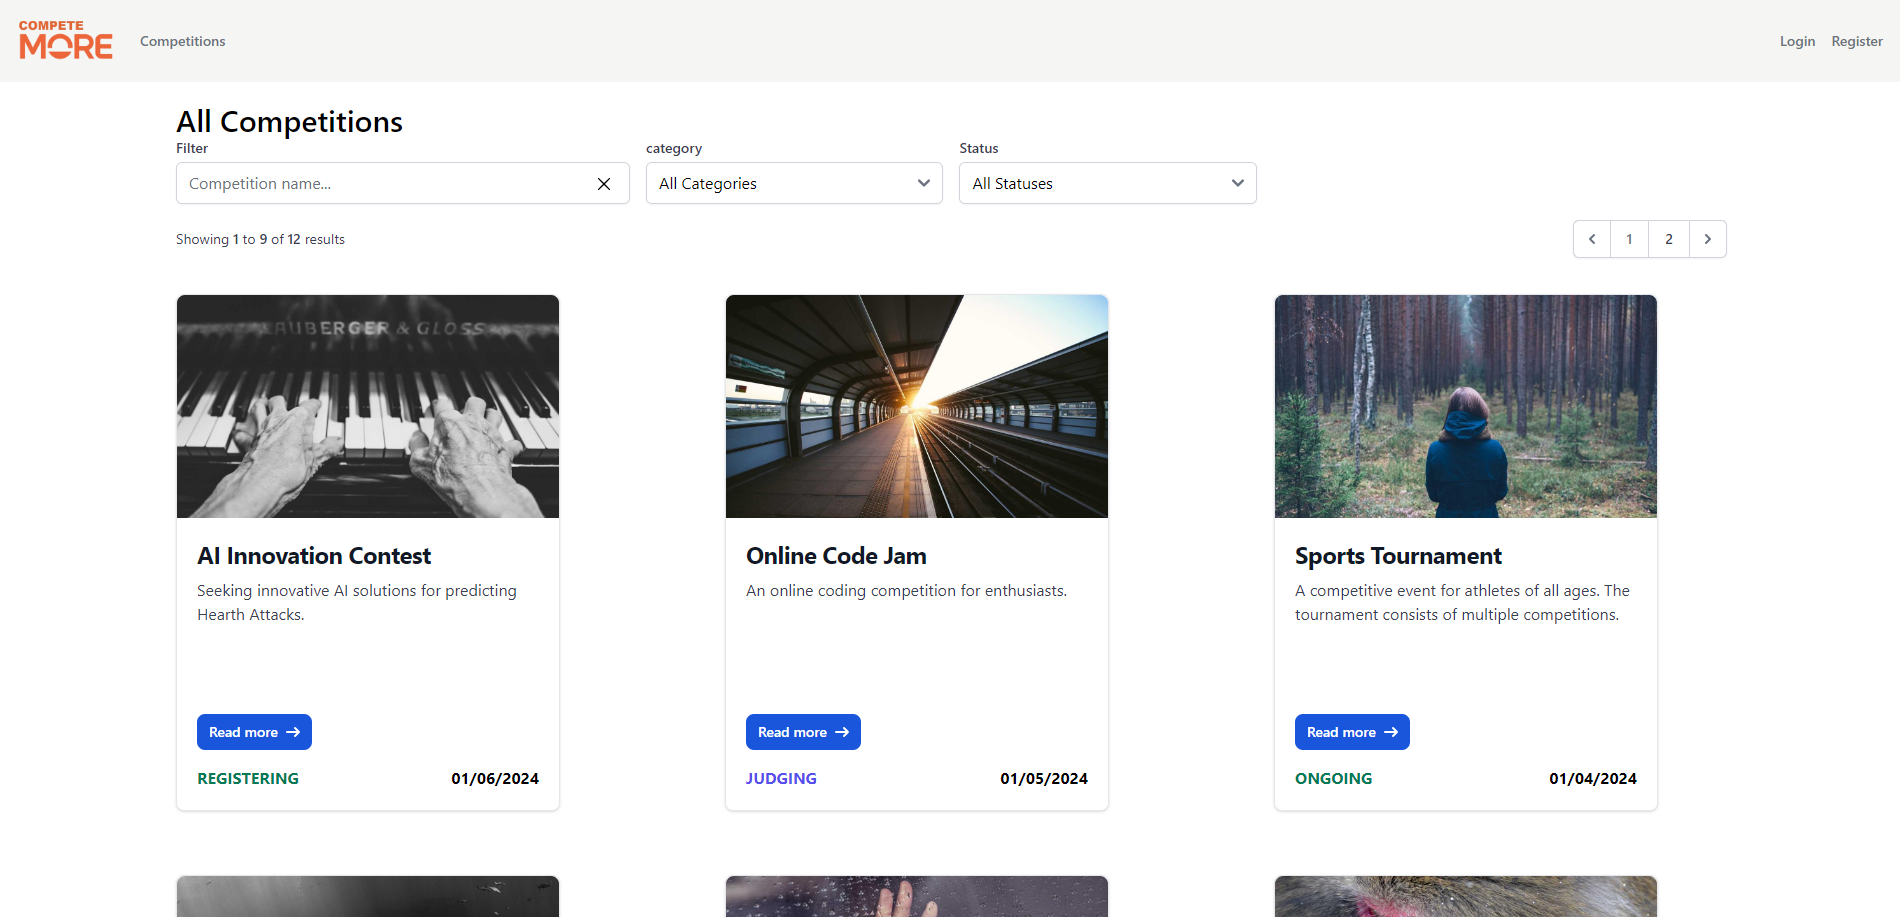 COMPETE
MORE
Competitions
Login
Register
All Competitions
Filter
category
Status
Competition name...
All Categories
All Statuses
Showing 1 to 9 of 12 results
1
2
LAUBERGER & GLOSS
AI Innovation Contest
Seeking innovative AI solutions for predicting
Hearth Attacks.
Read more
REGISTERING
01/06/2024
Online Code Jam
An online coding competition for enthusiasts.
Read more
JUDGING
01/05/2024
Sports Tournament
A competitive event for athletes of all ages. The
tournament consists of multiple competitions.
Read more
ONGOING
01/04/2024